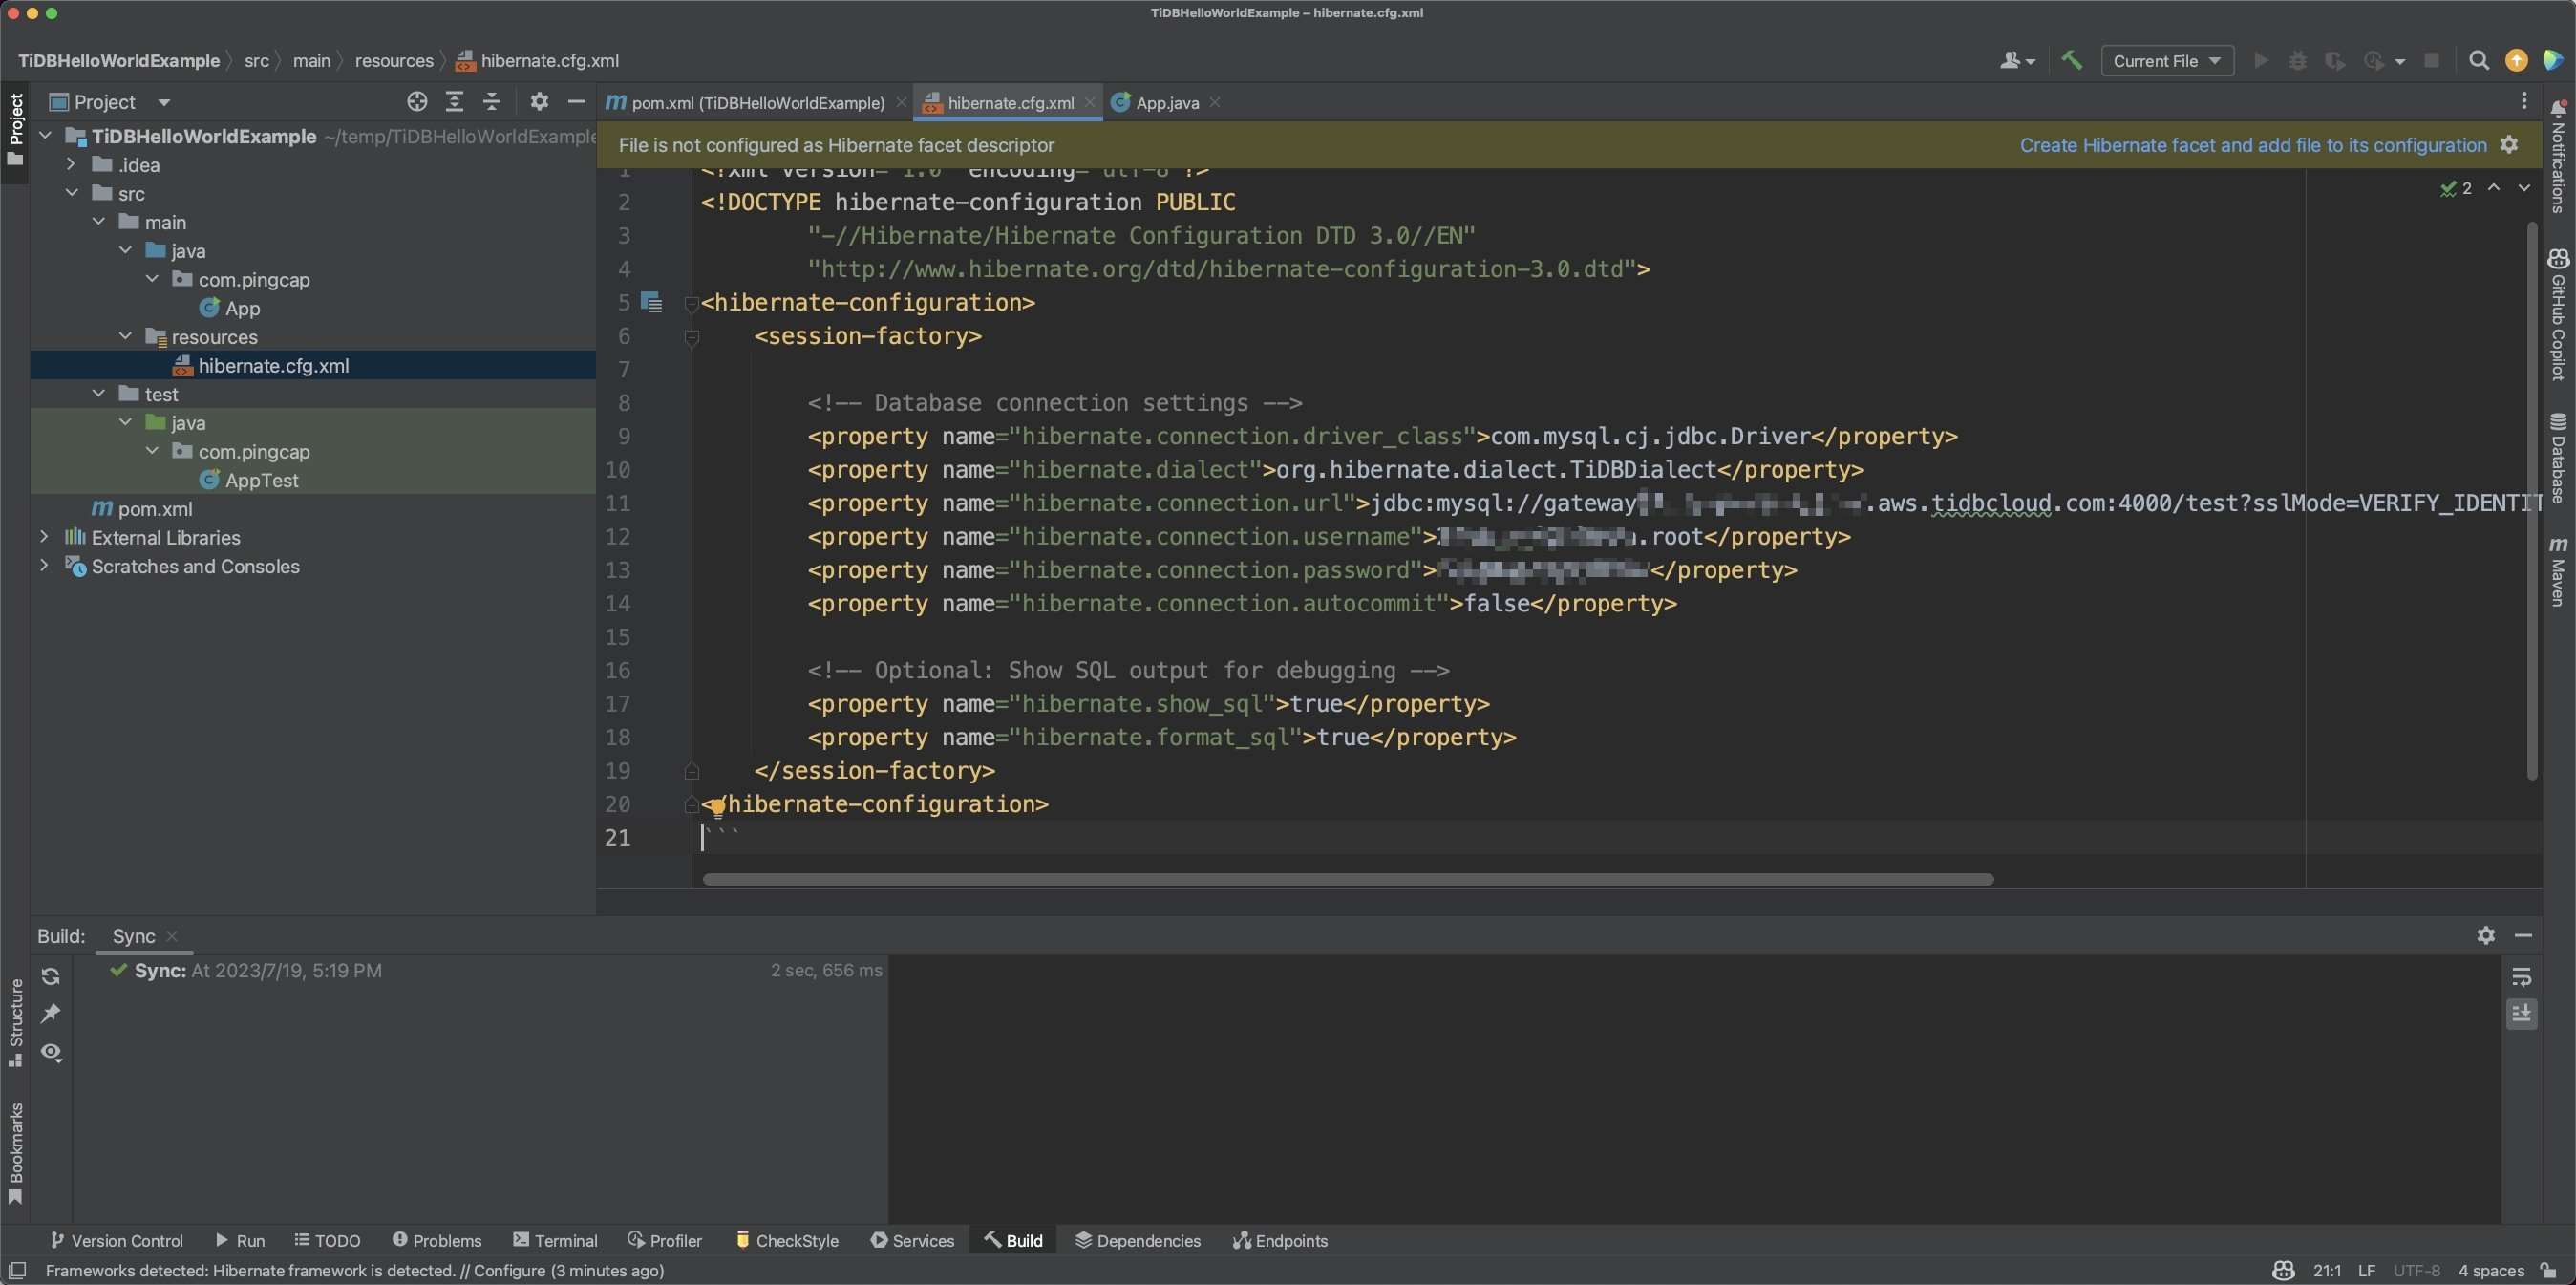 TiDBHelloWorldExample – hibernate.cfg.xml
TiDBHelloWorldExample src main resources hibernate.cfg.xml
Current File
Project
Project
TiDBHelloWorldExample ~/temp/TiDBHelloWorldExample
.idea
src
main
java
com.pingcap
App
resources
hibernate.cfg.xml
test
java
com.pingcap
AppTest
pom.xml
External Libraries
Scratches and Consoles
pom.xml (TiDBHelloWorldExample) hibernate.cfg.xml App.java
File is not configured as Hibernate facet descriptor Create Hibernate facet and add file to its configuration
2
1 <?xml version="1.0" encoding="utf-8"?>
2 <!DOCTYPE hibernate-configuration PUBLIC
3 "-//Hibernate/Hibernate Configuration DTD 3.0//EN"
4 "http://www.hibernate.org/dtd/hibernate-configuration-3.0.dtd">
5 <hibernate-configuration>
6 <session-factory>
7
8 <!-- Database connection settings -->
9 <property name="hibernate.connection.driver_class">com.mysql.cj.jdbc.Driver</property>
10 <property name="hibernate.dialect">org.hibernate.dialect.TiDBDialect</property>
11 <property name="hibernate.connection.url">jdbc:mysql://gateway .aws.tidbcloud.com:4000/test?sslMode=VERIFY_IDENTIT
12 <property name="hibernate.connection.username"> .root</property>
13 <property name="hibernate.connection.password"> </property>
14 <property name="hibernate.connection.autocommit">false</property>
15
16 <!-- Optional: Show SQL output for debugging -->
17 <property name="hibernate.show_sql">true</property>
18 <property name="hibernate.format_sql">true</property>
19 </session-factory>
20 </hibernate-configuration>
21 ```
Notifications
GitHub Copilot
Database
Maven
Structure
Bookmarks
Build: Sync
Sync: At 2023/7/19, 5:19 PM 2 sec, 656 ms
Version Control Run TODO Problems Terminal Profiler CheckStyle Services Build Dependencies Endpoints
Frameworks detected: Hibernate framework is detected. // Configure (3 minutes ago) 21:1 LF UTF-8 4 spaces